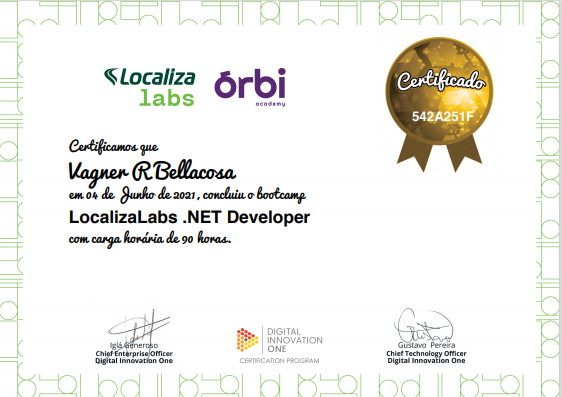 Localiza
labs
órbi
academy
Certificado
542A251F
Certificamos que
Vagner R Bellacosa
em 04 de Junho de 2021, concluiu o bootcamp
LocalizaLabs .NET Developer
com carga horária de 90 horas.
Iglá Generoso
Chief Enterprise Officer
Digital Innovation One
DIGITAL
INNOVATION
ONE
CERTIFICATION PROGRAM
Gustavo Pereira
Chief Technology Officer
Digital Innovation One